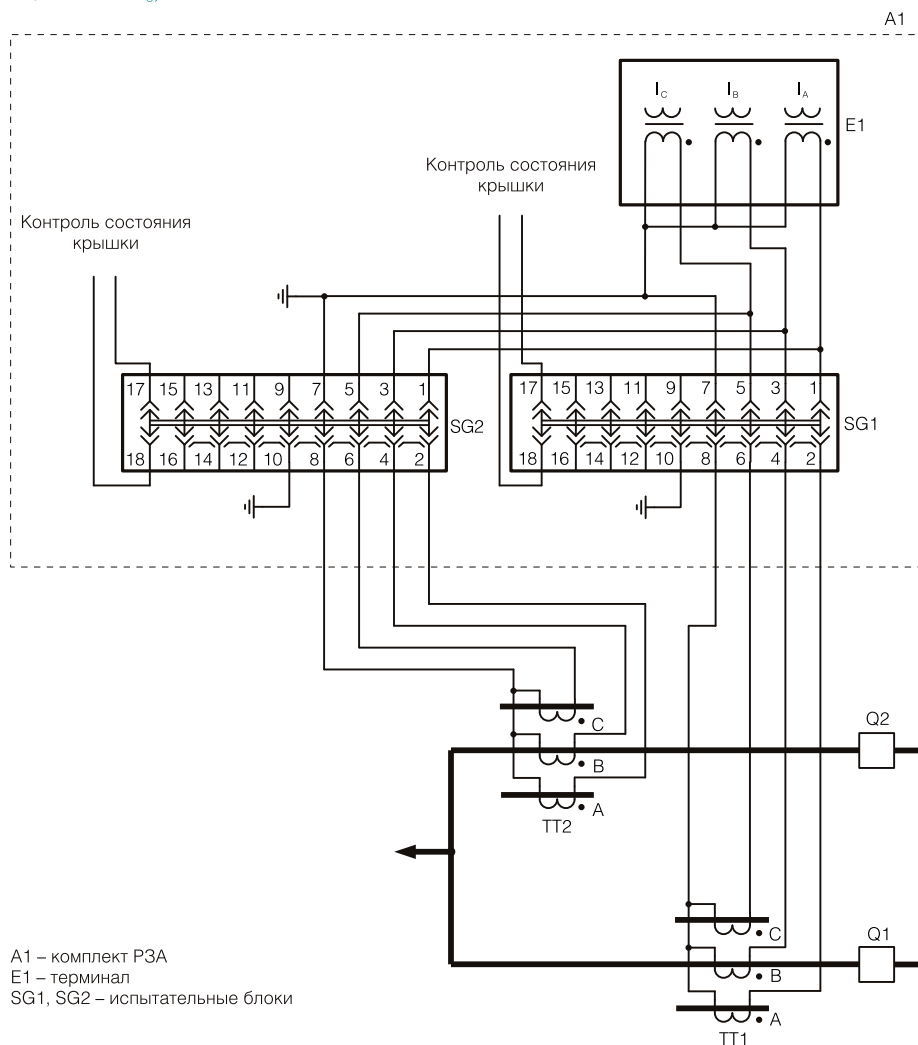 A1
I_C I_B I_A
E1
Контроль состояния
крышки
Контроль состояния
крышки
17 15 13 11 9 7 5 3 1
SG2
18 16 14 12 10 8 6 4 2
17 15 13 11 9 7 5 3 1
SG1
18 16 14 12 10 8 6 4 2
C
B
A
ТТ2
Q2
C
B
A
ТТ1
Q1
A1 – комплект РЗА
E1 – терминал
SG1, SG2 – испытательные блоки